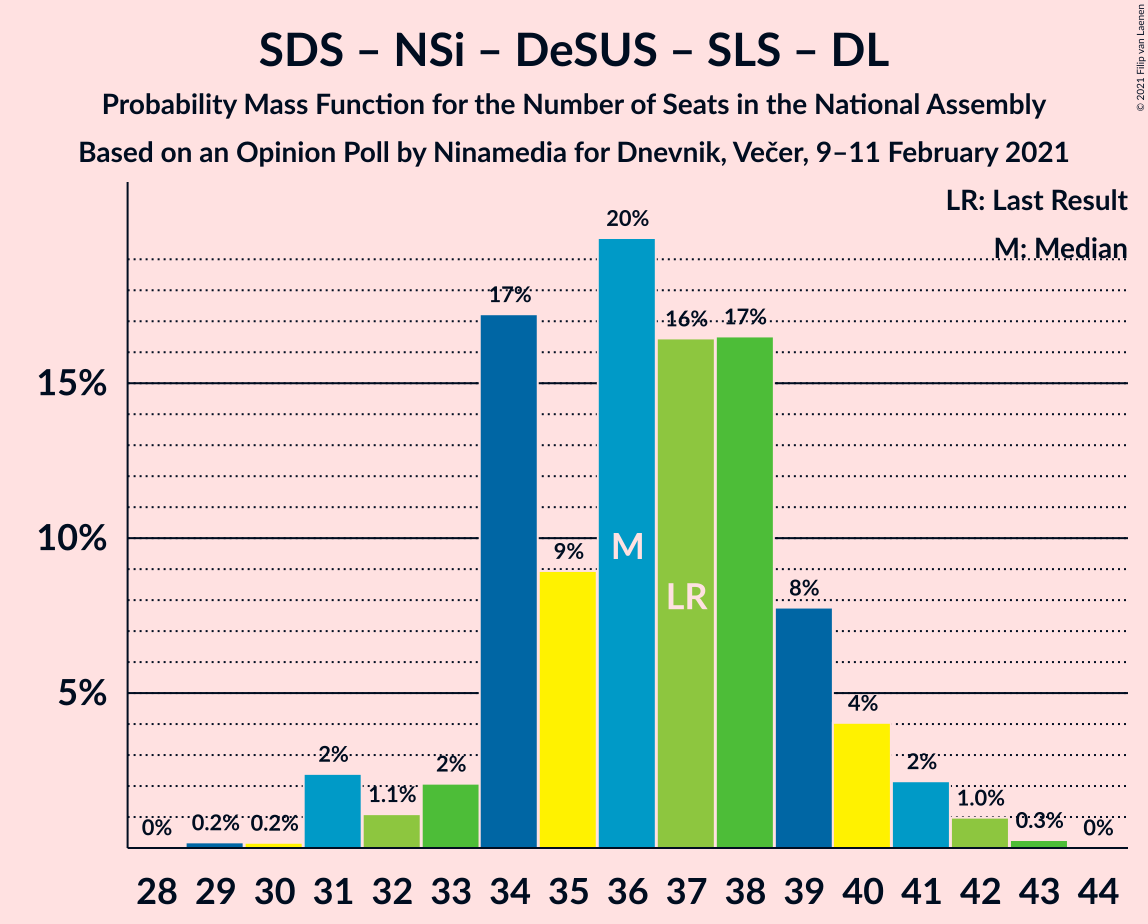 SDS – NSi – DeSUS – SLS – DL
Probability Mass Function for the Number of Seats in the National Assembly
Based on an Opinion Poll by Ninamedia for Dnevnik, Večer, 9–11 February 2021
© 2021 Filip van Laenen
LR: Last Result
M: Median
15%
10%
5%
0%
0.2%
0.2%
2%
1.1%
2%
17%
9%
20%
16%
17%
8%
4%
2%
1.0%
0.3%
0%
M
LR
28 29 30 31 32 33 34 35 36 37 38 39 40 41 42 43 44